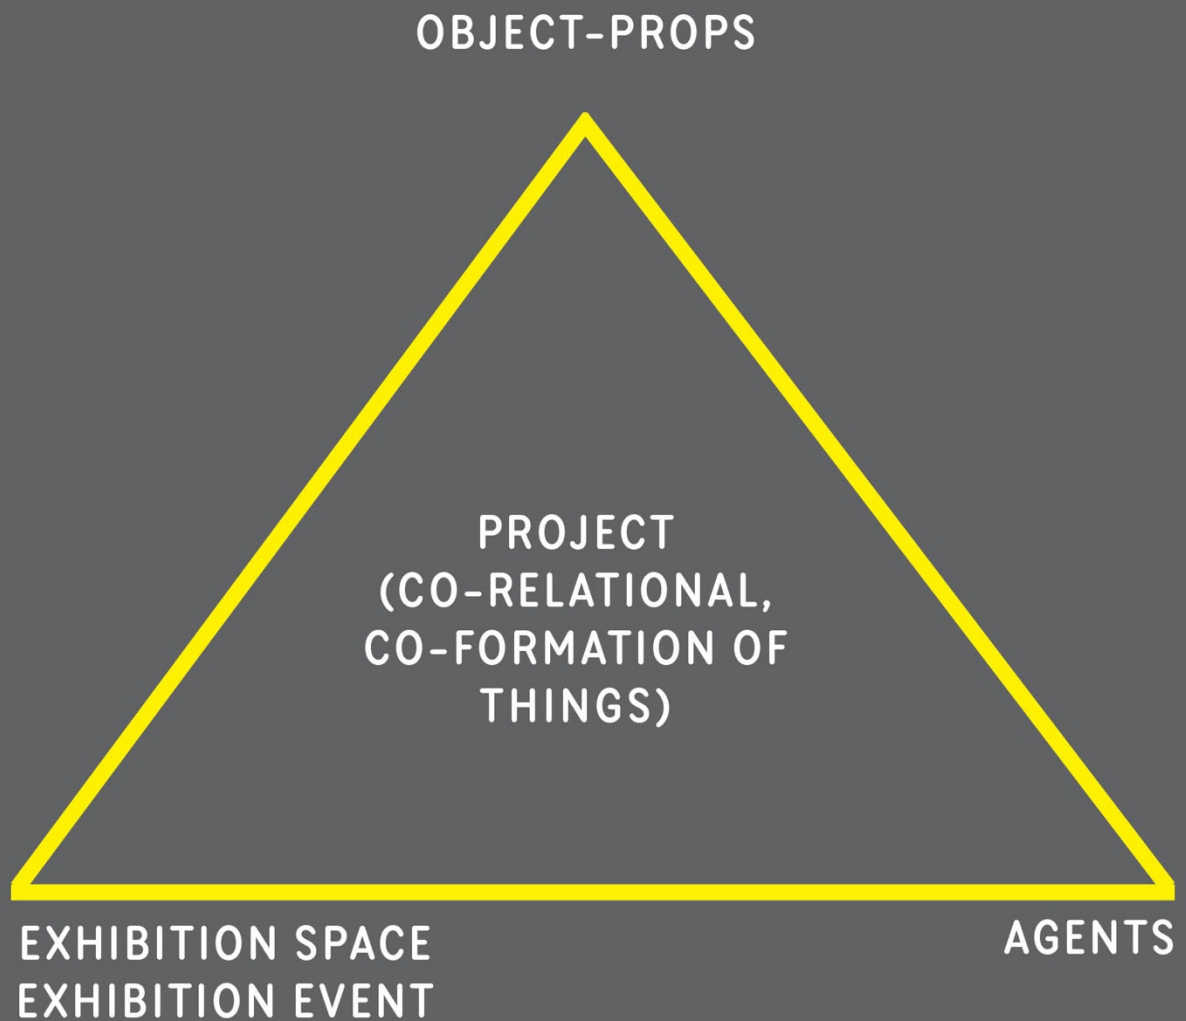 OBJECT-PROPS
PROJECT
(CO-RELATIONAL,
CO-FORMATION OF
THINGS)
EXHIBITION SPACE
EXHIBITION EVENT
AGENTS